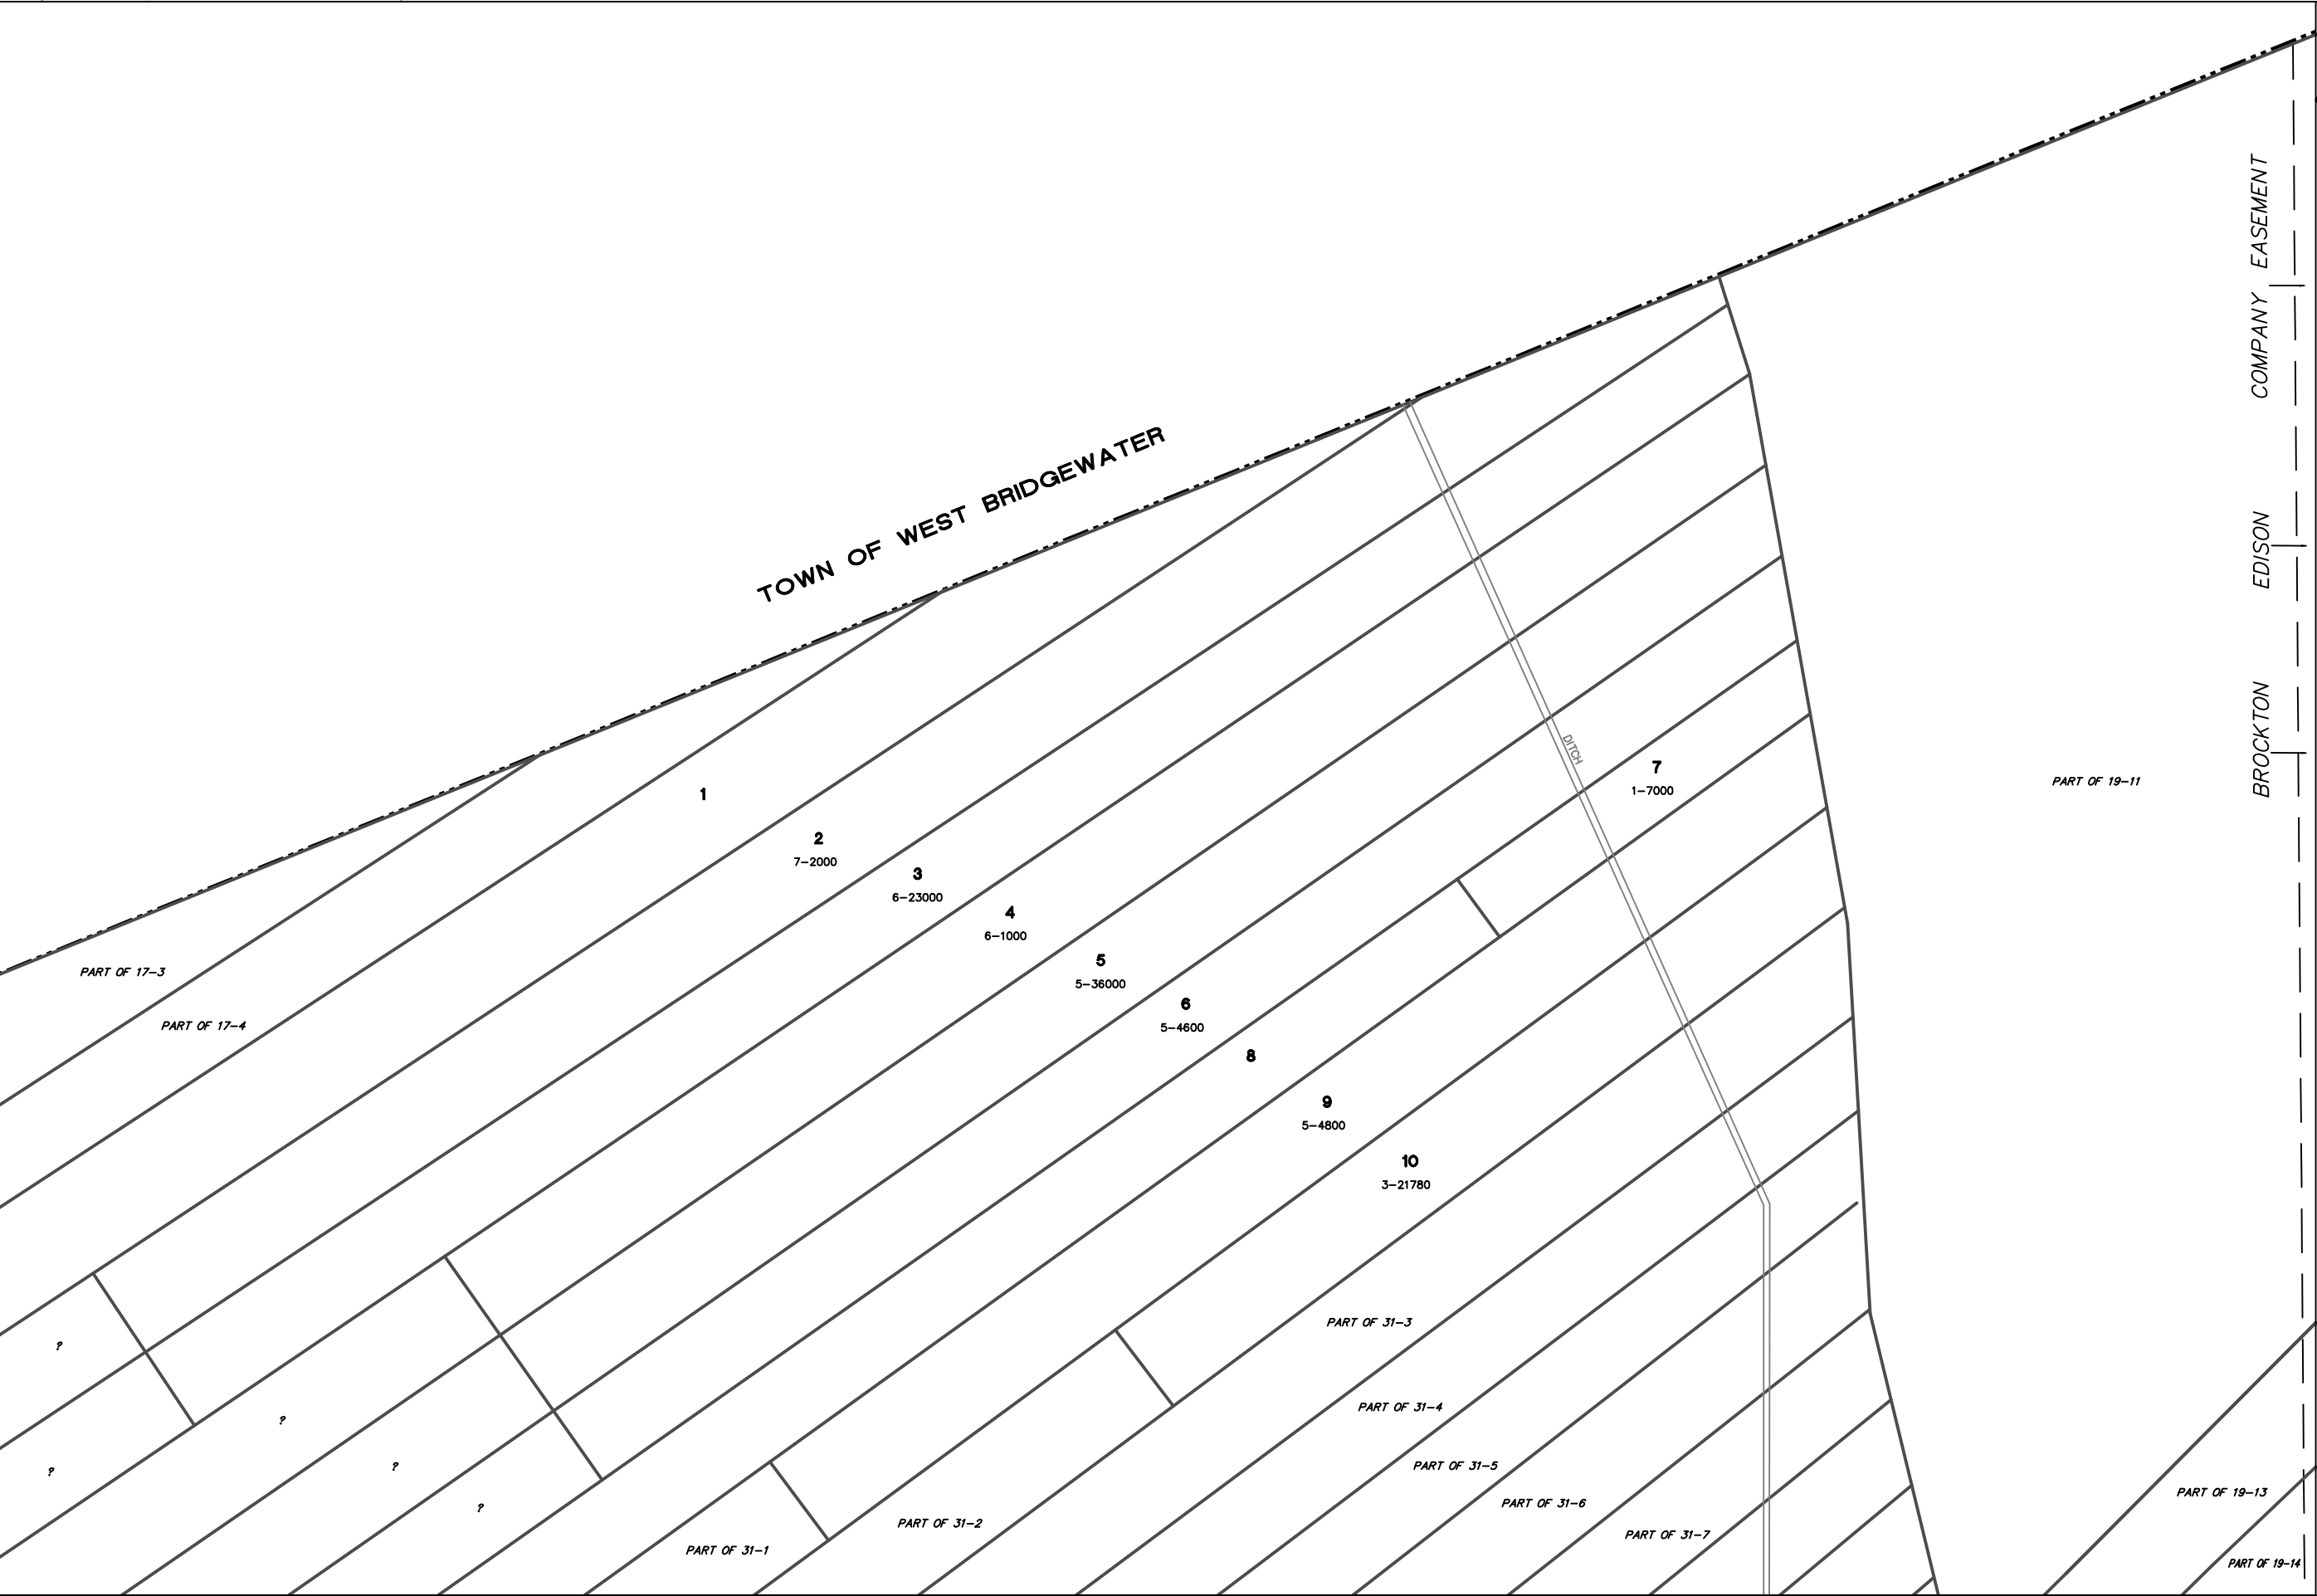 TOWN OF WEST BRIDGEWATER
BROCKTON EDISON COMPANY EASEMENT
DITCH
1
2
7-2000
3
6-23000
4
6-1000
5
5-36000
6
5-4600
7
1-7000
8
9
5-4800
10
3-21780
PART OF 19-11
PART OF 17-3
PART OF 17-4
?
?
?
?
?
PART OF 31-3
PART OF 31-4
PART OF 31-5
PART OF 31-6
PART OF 31-2
PART OF 31-7
PART OF 31-1
PART OF 19-13
PART OF 19-14